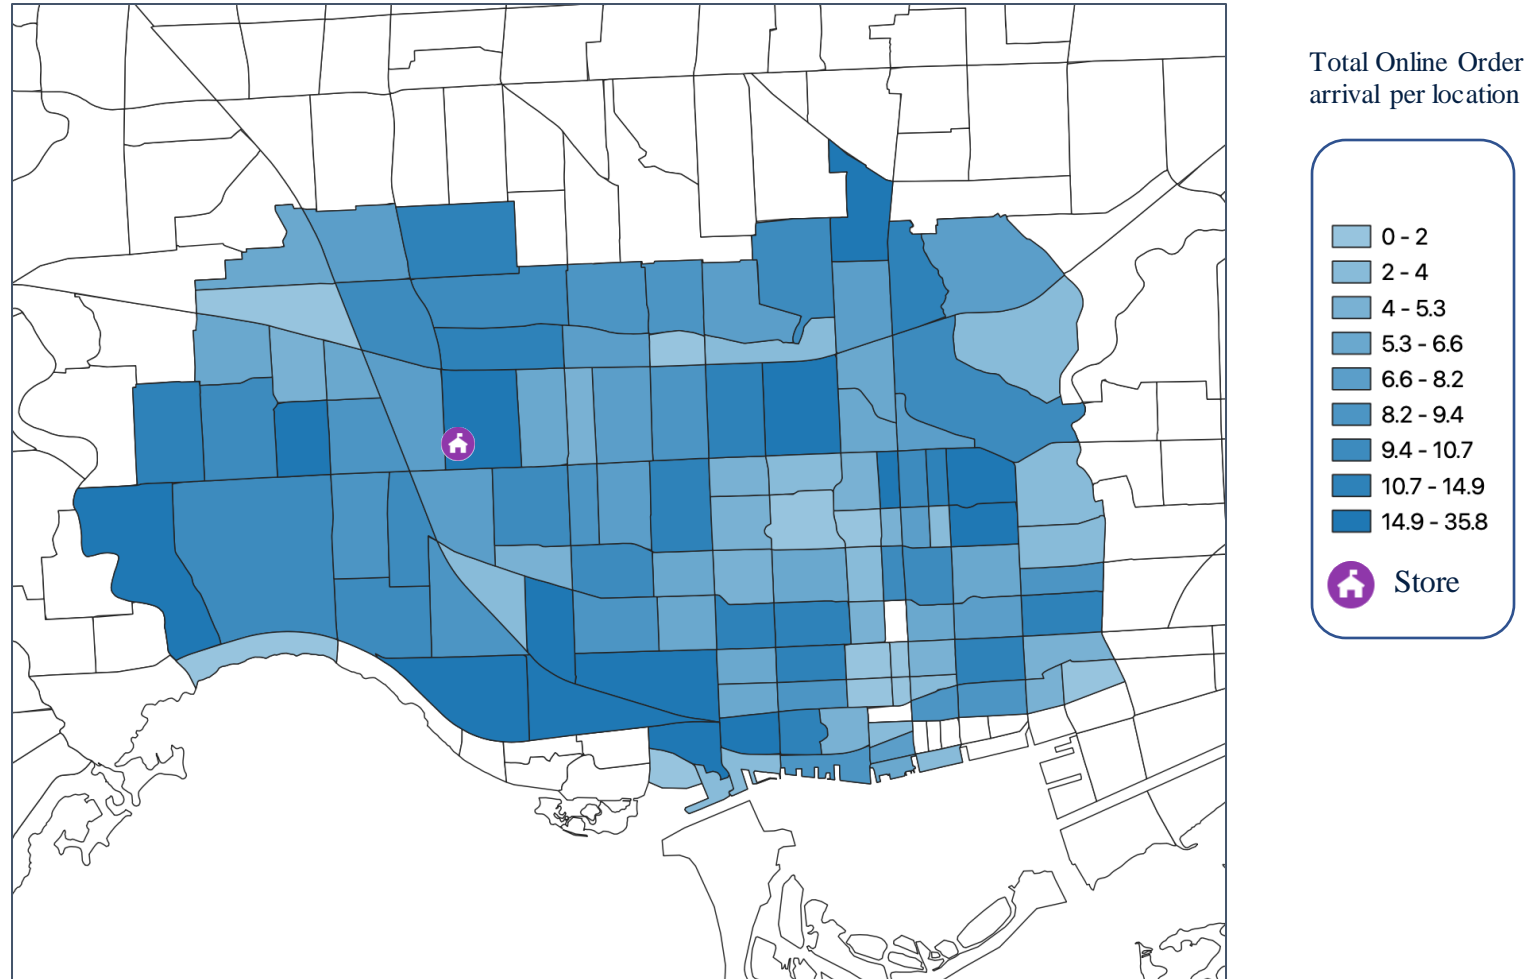 Total Online Order
arrival per location
0 - 2
2 - 4
4 - 5.3
5.3 - 6.6
6.6 - 8.2
8.2 - 9.4
9.4 - 10.7
10.7 - 14.9
14.9 - 35.8
Store